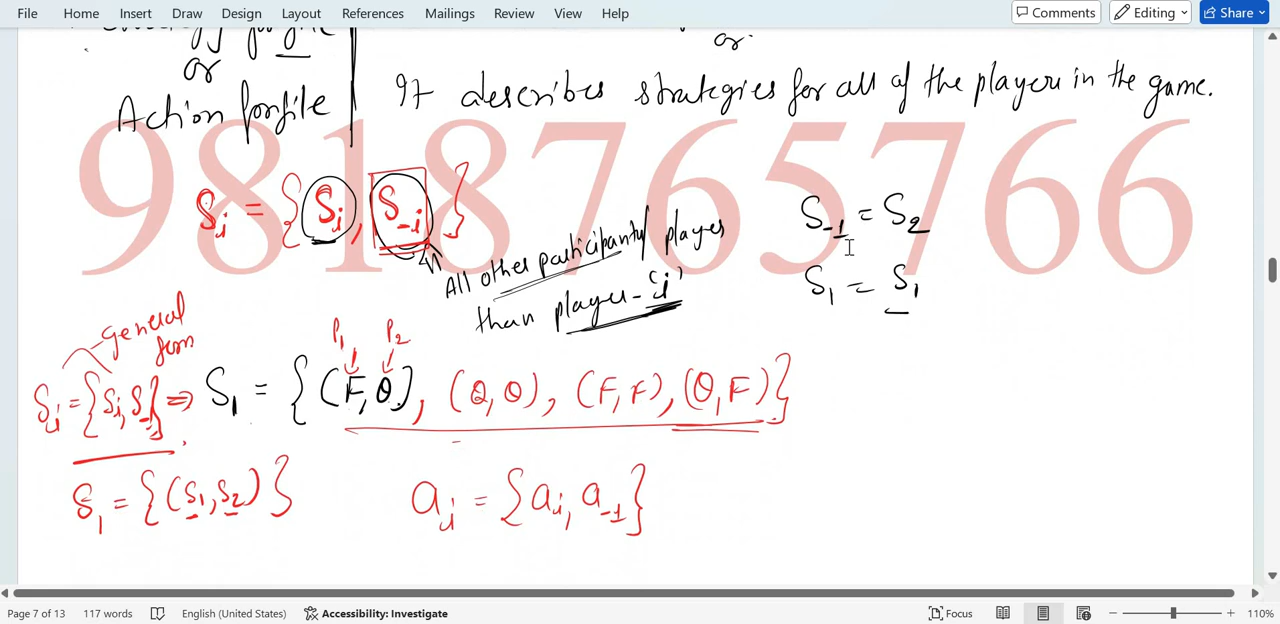 File Home Insert Draw Design Layout References Mailings Review View Help Comments Editing Share
or
or.
Action Porfile
It describes strategies for all of the players in the game.
9818765766
Si = {Si, S-i}
S-1 = S2
All other participants/ players
than player-'i'
S1 = S1
general form
P1 P2
Si = {Si, S-i} ⇒ S1 = {(F, Q), (Q, Q), (F, F), (Q, F)}
S1 = {(S1, S2)}
ai = {ai, a-1}
Page 7 of 13 117 words English (United States) Accessibility: Investigate Focus 110%